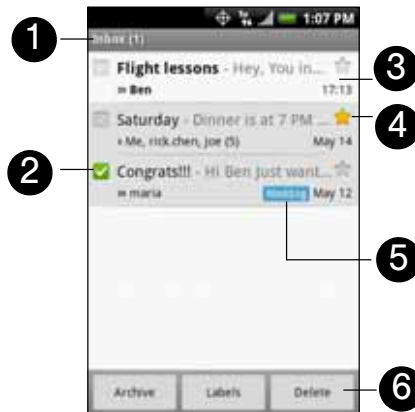 1:07 PM
1 Inbox (1)
Flight lessons - Hey, You in... 3
» Ben 17:13
Saturday - Dinner is at 7 PM ... 4
› Me, rick.chen, Joe (5) May 14
2 Congrats!!! - Hi Ben Just want...
» maria Wedding May 12
5
Archive Labels Delete 6